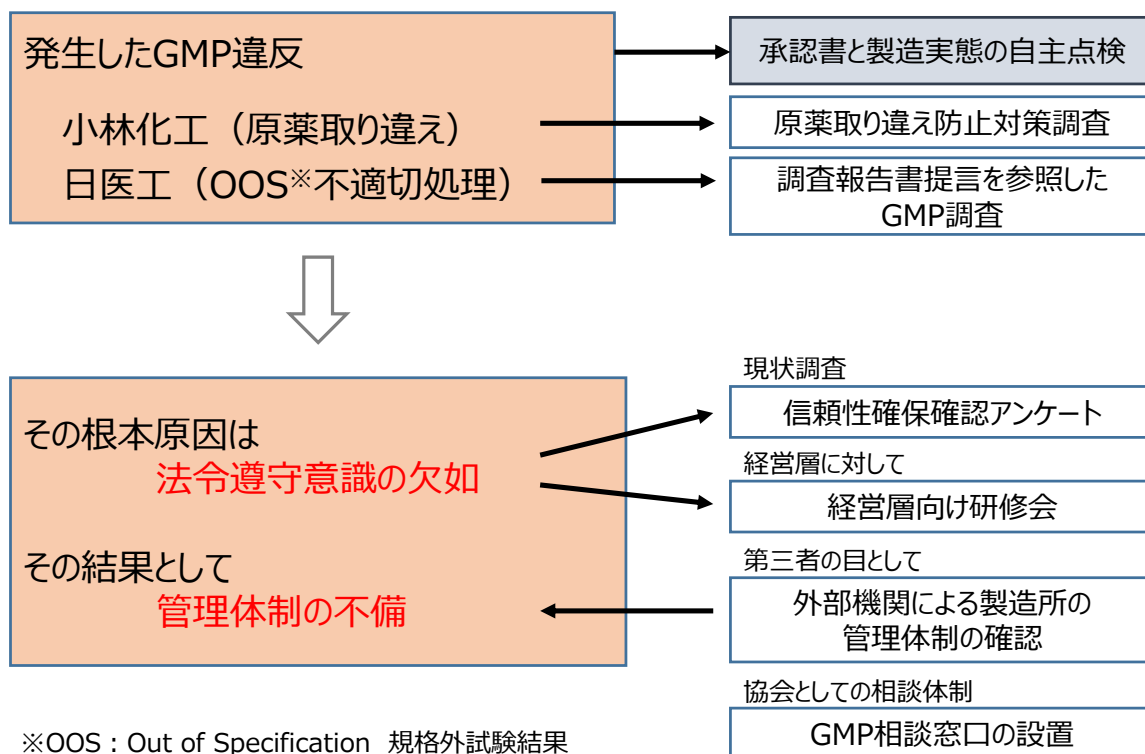 発生したGMP違反
承認書と製造実態の自主点検
小林化工（原薬取り違え）
原薬取り違え防止対策調査
日医工（OOS※不適切処理）
調査報告書提言を参照した
GMP調査
その根本原因は
法令遵守意識の欠如
その結果として
管理体制の不備
現状調査
信頼性確保確認アンケート
経営層に対して
経営層向け研修会
第三者の目として
外部機関による製造所の
管理体制の確認
協会としての相談体制
GMP相談窓口の設置
※OOS：Out of Specification 規格外試験結果